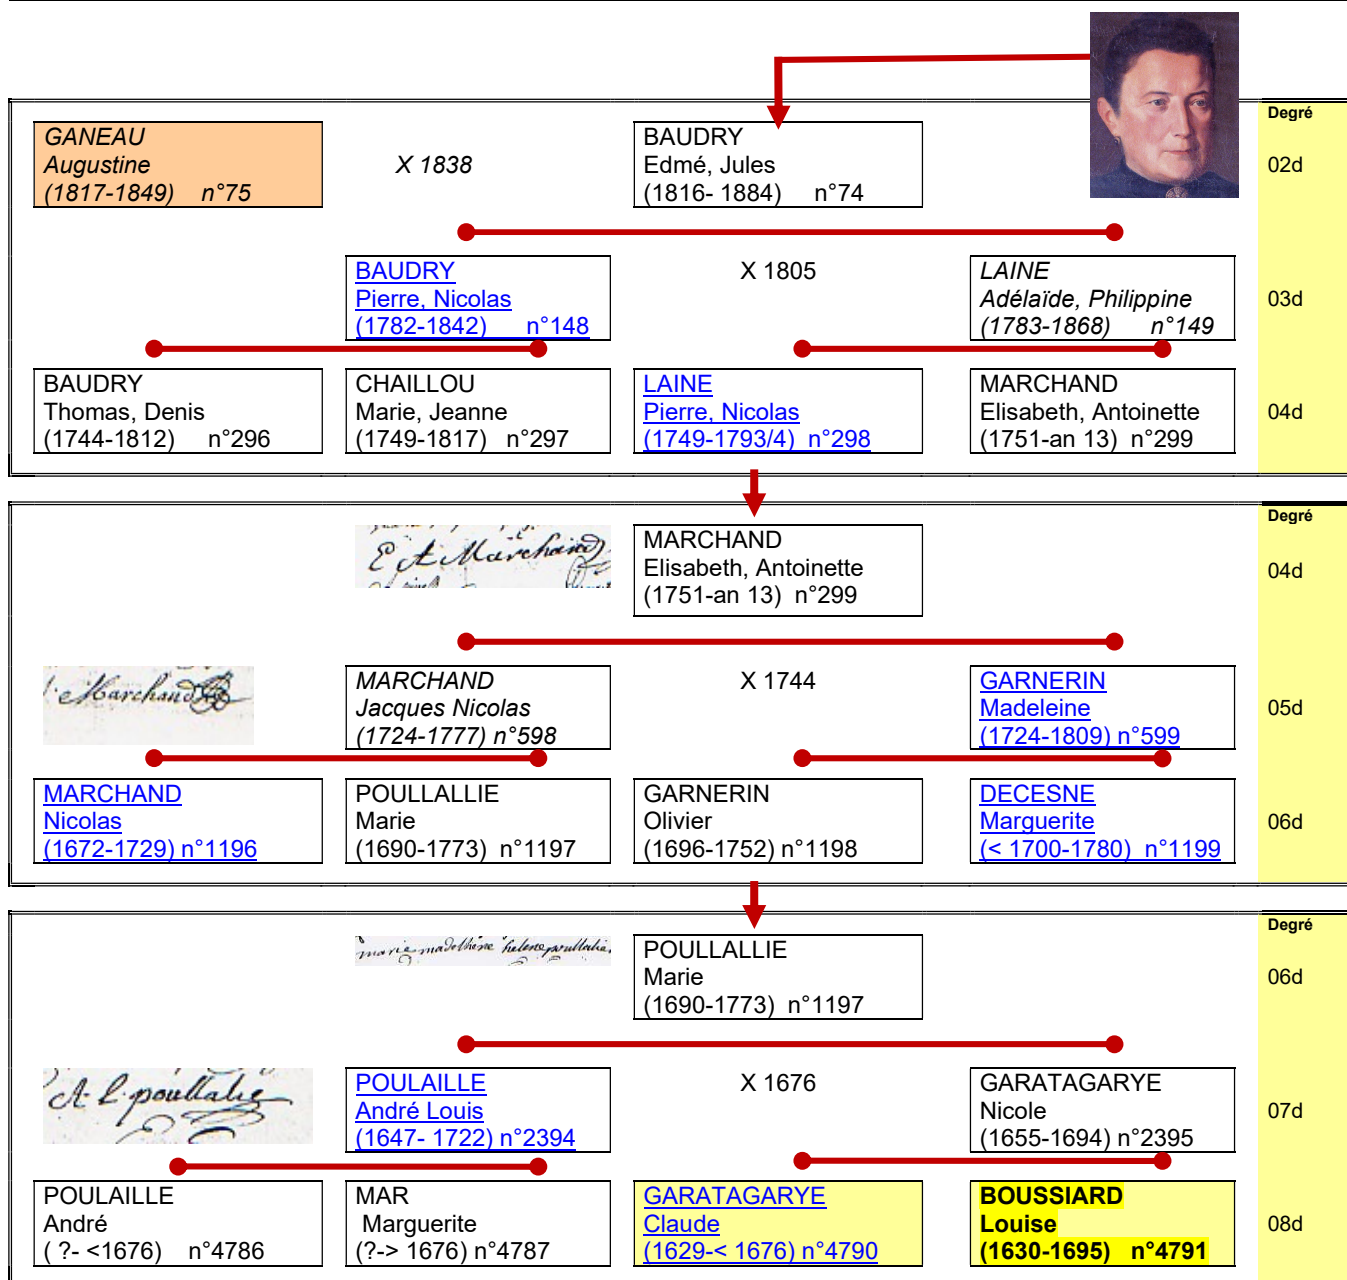 Degré
GANEAU
Augustine
(1817-1849) n°75
X 1838
BAUDRY
Edmé, Jules
(1816- 1884) n°74
02d
BAUDRY
Pierre, Nicolas
(1782-1842) n°148
X 1805
LAINE
Adélaïde, Philippine
(1783-1868) n°149
03d
BAUDRY
Thomas, Denis
(1744-1812) n°296
CHAILLOU
Marie, Jeanne
(1749-1817) n°297
LAINE
Pierre, Nicolas
(1749-1793/4) n°298
MARCHAND
Elisabeth, Antoinette
(1751-an 13) n°299
04d
Degré
E A Marchand
MARCHAND
Elisabeth, Antoinette
(1751-an 13) n°299
04d
Marchand
MARCHAND
Jacques Nicolas
(1724-1777) n°598
X 1744
GARNERIN
Madeleine
(1724-1809) n°599
05d
MARCHAND
Nicolas
(1672-1729) n°1196
POULLALLIE
Marie
(1690-1773) n°1197
GARNERIN
Olivier
(1696-1752) n°1198
DECESNE
Marguerite
(< 1700-1780) n°1199
06d
Degré
marie madelhene helene poullalie
POULLALLIE
Marie
(1690-1773) n°1197
06d
A. L. poullalie
POULAILLE
André Louis
(1647- 1722) n°2394
X 1676
GARATAGARYE
Nicole
(1655-1694) n°2395
07d
POULAILLE
André
( ?- <1676) n°4786
MAR
Marguerite
(?-> 1676) n°4787
GARATAGARYE
Claude
(1629-< 1676) n°4790
BOUSSIARD
Louise
(1630-1695) n°4791
08d